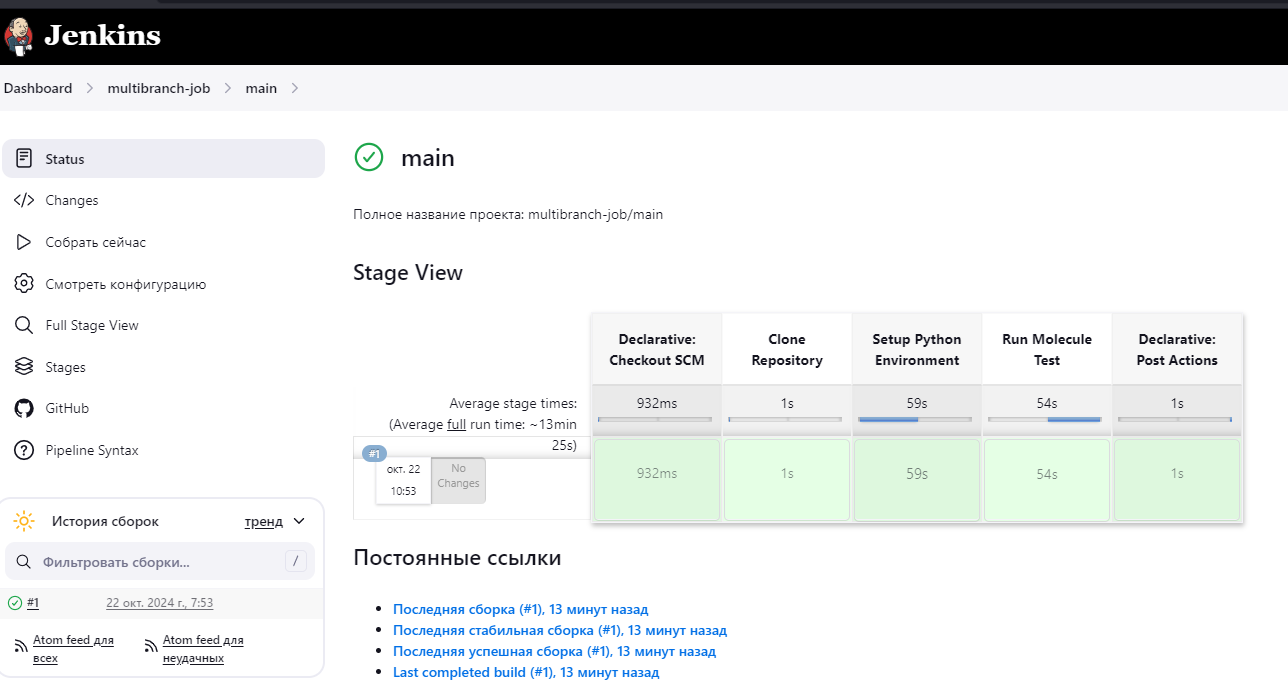 Jenkins
Dashboard
multibranch-job
main
Status
Changes
Собрать сейчас
Смотреть конфигурацию
Full Stage View
Stages
GitHub
Pipeline Syntax
История сборок
тренд
Фильтровать сборки...
/
#1
22 окт. 2024 г., 7:53
Atom feed для
всех
Atom feed для
неудачных
main
Полное название проекта: multibranch-job/main
Stage View
Declarative:
Checkout SCM
Clone
Repository
Setup Python
Environment
Run Molecule
Test
Declarative:
Post Actions
Average stage times:
(Average full run time: ~13min
25s)
932ms
1s
59s
54s
1s
#1
окт. 22
10:53
No
Changes
932ms
1s
59s
54s
1s
Постоянные ссылки
Последняя сборка (#1), 13 минут назад
Последняя стабильная сборка (#1), 13 минут назад
Последняя успешная сборка (#1), 13 минут назад
Last completed build (#1), 13 минут назад